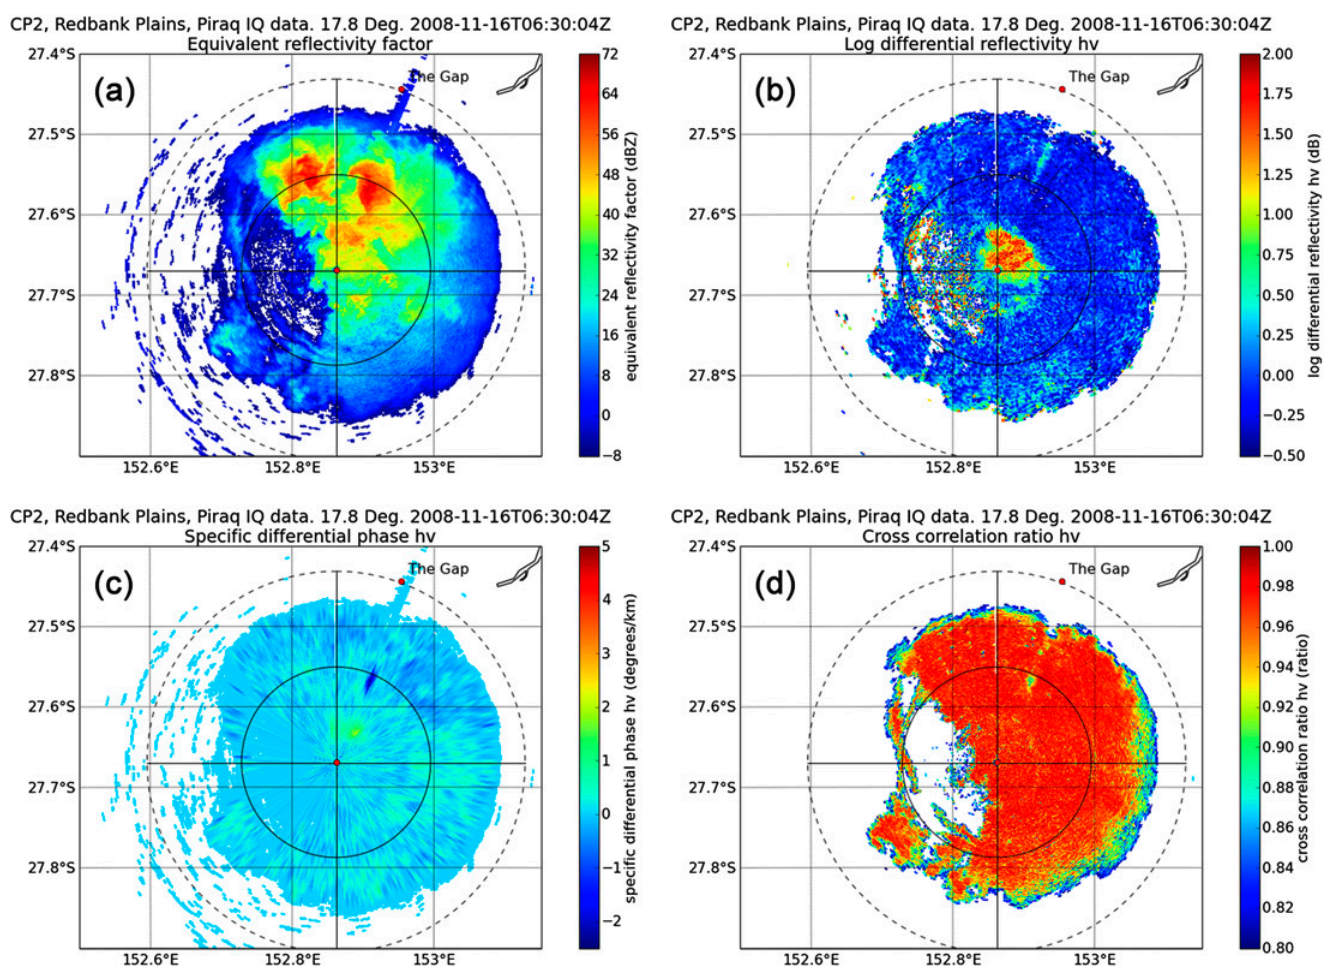 CP2, Redbank Plains, Piraq IQ data. 17.8 Deg. 2008-11-16T06:30:04Z
Equivalent reflectivity factor
(a)
The Gap
27.4°S
27.5°S
27.6°S
27.7°S
27.8°S
152.6°E
152.8°E
153°E
72
64
56
48
40
32
24
16
8
0
−8
equivalent reflectivity factor (dBZ)
CP2, Redbank Plains, Piraq IQ data. 17.8 Deg. 2008-11-16T06:30:04Z
Log differential reflectivity hv
(b)
The Gap
27.4°S
27.5°S
27.6°S
27.7°S
27.8°S
152.6°E
152.8°E
153°E
2.00
1.75
1.50
1.25
1.00
0.75
0.50
0.25
0.00
−0.25
−0.50
log differential reflectivity hv (dB)
CP2, Redbank Plains, Piraq IQ data. 17.8 Deg. 2008-11-16T06:30:04Z
Specific differential phase hv
(c)
The Gap
27.4°S
27.5°S
27.6°S
27.7°S
27.8°S
152.6°E
152.8°E
153°E
5
4
3
2
1
0
−1
−2
specific differential phase hv (degrees/km)
CP2, Redbank Plains, Piraq IQ data. 17.8 Deg. 2008-11-16T06:30:04Z
Cross correlation ratio hv
(d)
The Gap
27.4°S
27.5°S
27.6°S
27.7°S
27.8°S
152.6°E
152.8°E
153°E
1.00
0.98
0.96
0.94
0.92
0.90
0.88
0.86
0.84
0.82
0.80
cross correlation ratio hv (ratio)